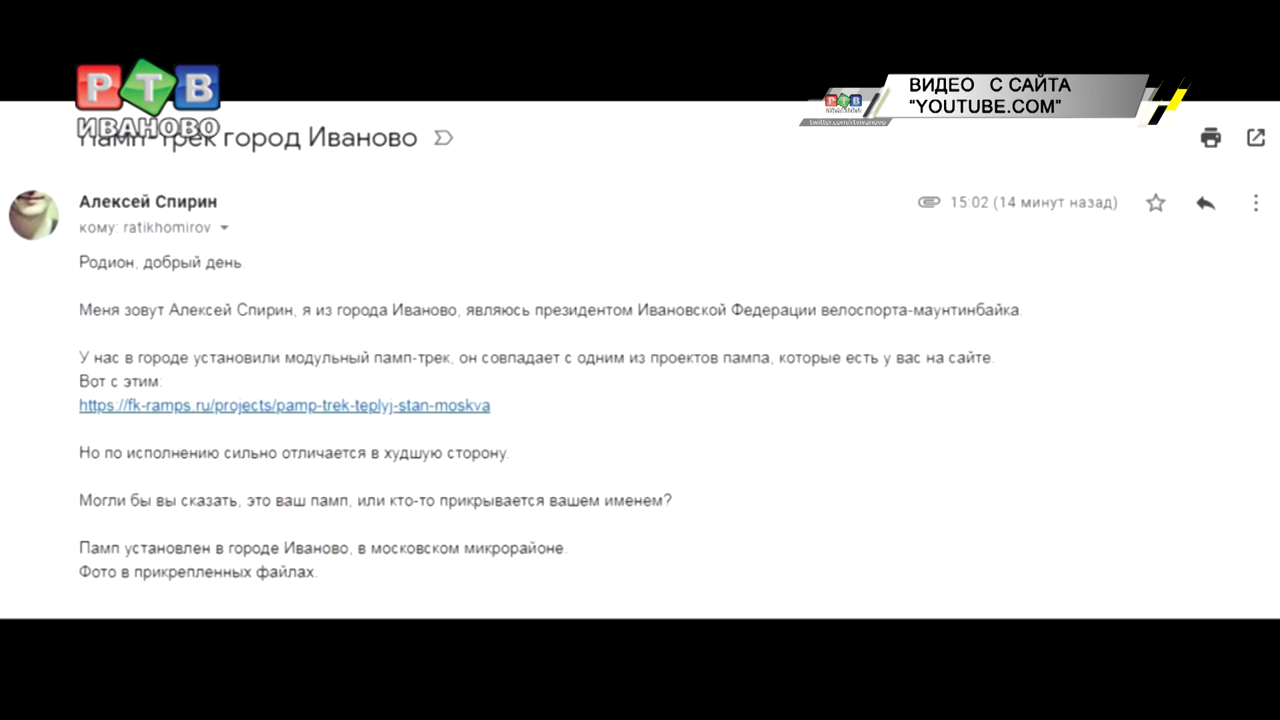 РТВ
ИВАНОВО
ВИДЕО С САЙТА
"YOUTUBE.COM"
twitter.com/rtvivanovo
Памп-трек город Иваново
Алексей Спирин
15:02 (14 минут назад)
кому: ratikhomirov
Родион, добрый день.
Меня зовут Алексей Спирин, я из города Иваново, являюсь президентом Ивановской Федерации велоспорта-маунтинбайка.
У нас в городе установили модульный памп-трек, он совпадает с одним из проектов пампа, которые есть у вас на сайте.
Вот с этим:
https://fk-ramps.ru/projects/pamp-trek-teplyj-stan-moskva
Но по исполнению сильно отличается в худшую сторону.
Могли бы вы сказать, это ваш памп, или кто-то прикрывается вашем именем?
Памп установлен в городе Иваново, в московском микрорайоне.
Фото в прикрепленных файлах.